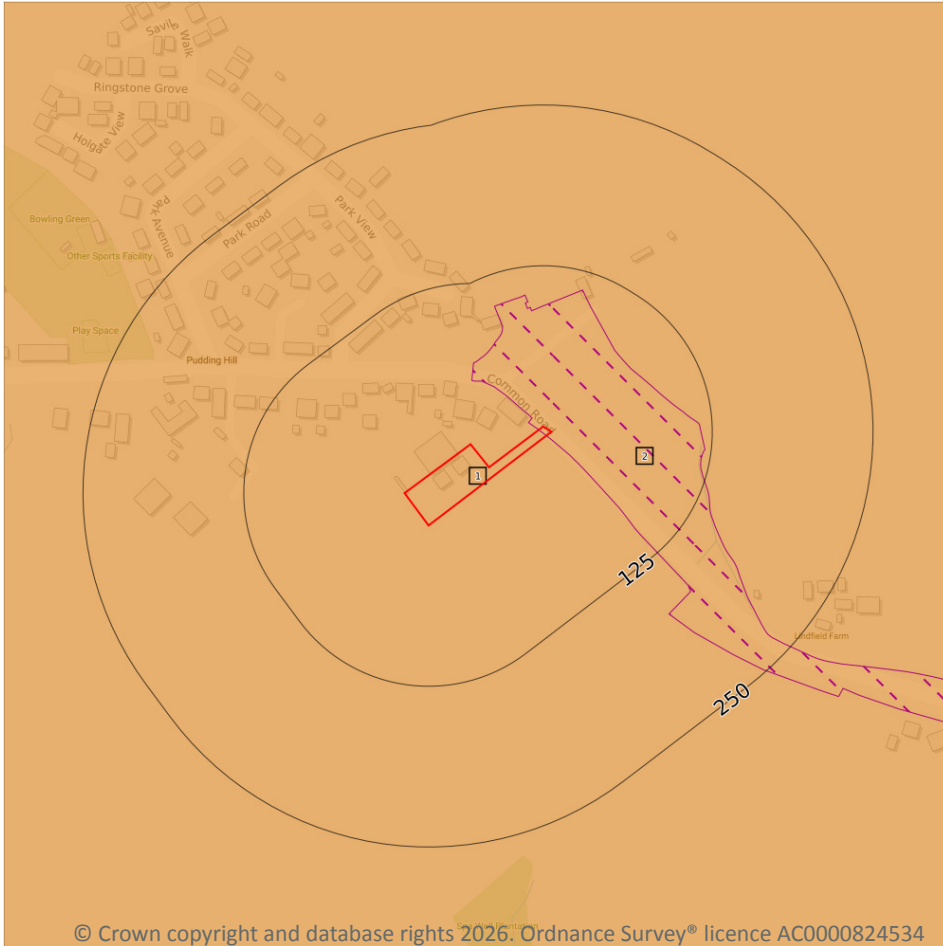 Savile Walk
Ringstone Grove
Holgate View
Park Avenue
Park Road
Park View
Bowling Green
Other Sports Facility
Play Space
Pudding Hill
Common Road
1
2
125
250
Lindfield Farm
© Crown copyright and database rights 2026. Ordnance Survey® licence AC0000824534